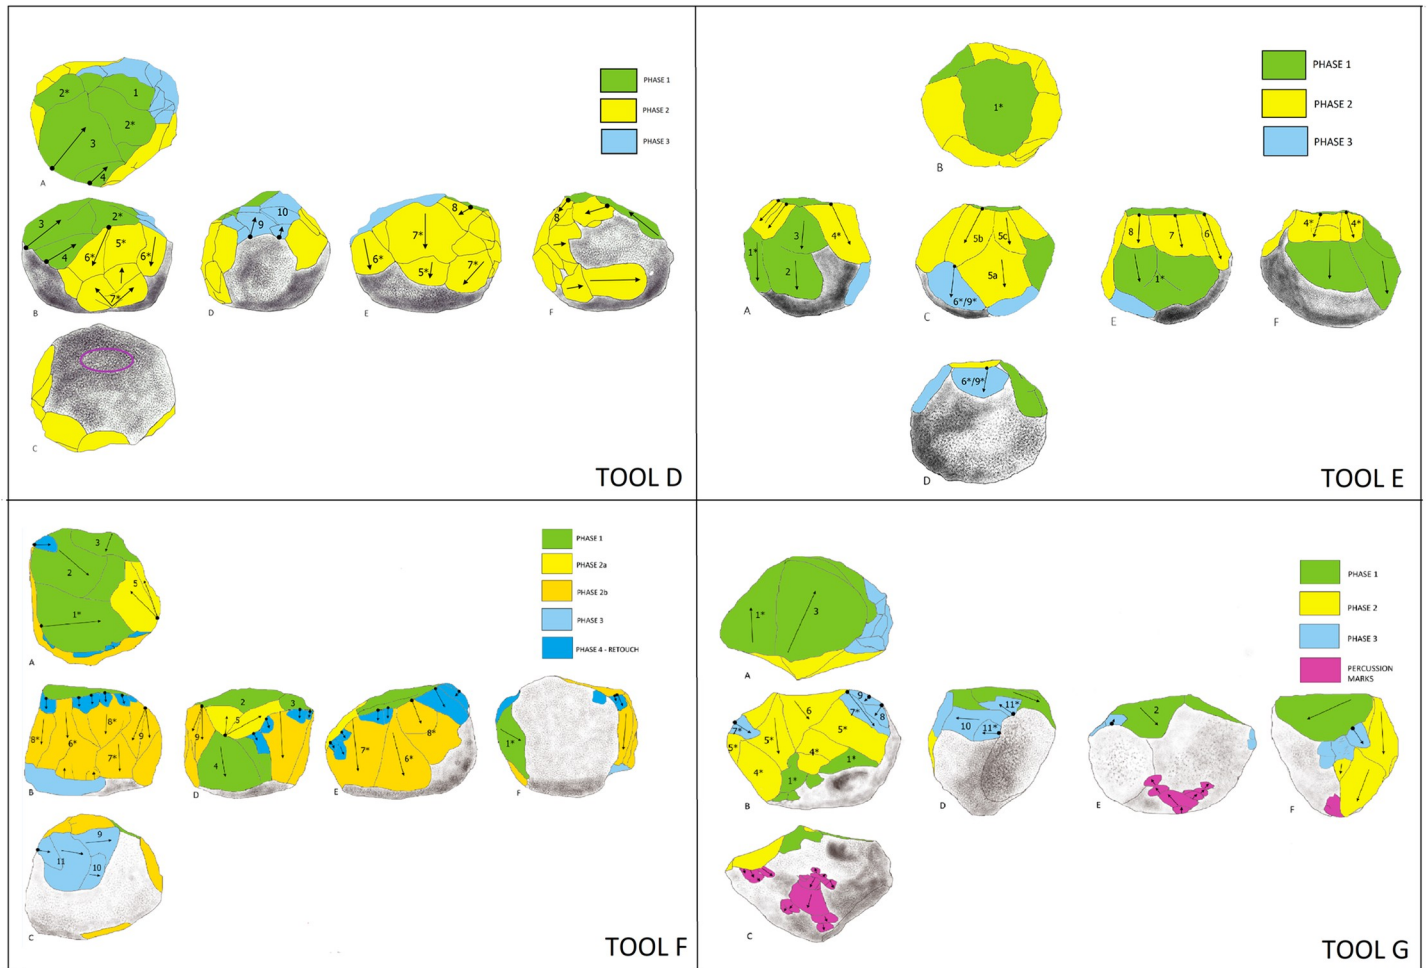 2* 1
2*
3
4
A
PHASE 1
PHASE 2
PHASE 3
3 2*
5*
4 6* 6*
7*
B
9 10
D
7*
6* 5* 7*
8
E
8
F
C
TOOL D
1*
B
PHASE 1
PHASE 2
PHASE 3
3 4*
1*
2
A
5b 5c
5a
6*/9*
C
8 7 6
1*
E
4* 4*
F
6*/9*
D
TOOL E
3
2
5
1*
A
PHASE 1
PHASE 2a
PHASE 2b
PHASE 3
PHASE 4 - RETOUCH
8*
8* 6* 9
7*
B
2 3
9 5
4
D
8*
7*
6*
E
1*
F
9
11
10
C
TOOL F
1* 3
A
PHASE 1
PHASE 2
PHASE 3
PERCUSSION
MARKS
9
6 7* 8
7*
5* 5* 5*
4* 4* 1*
1*
B
11*
10 11*
D
2
E
F
C
TOOL G